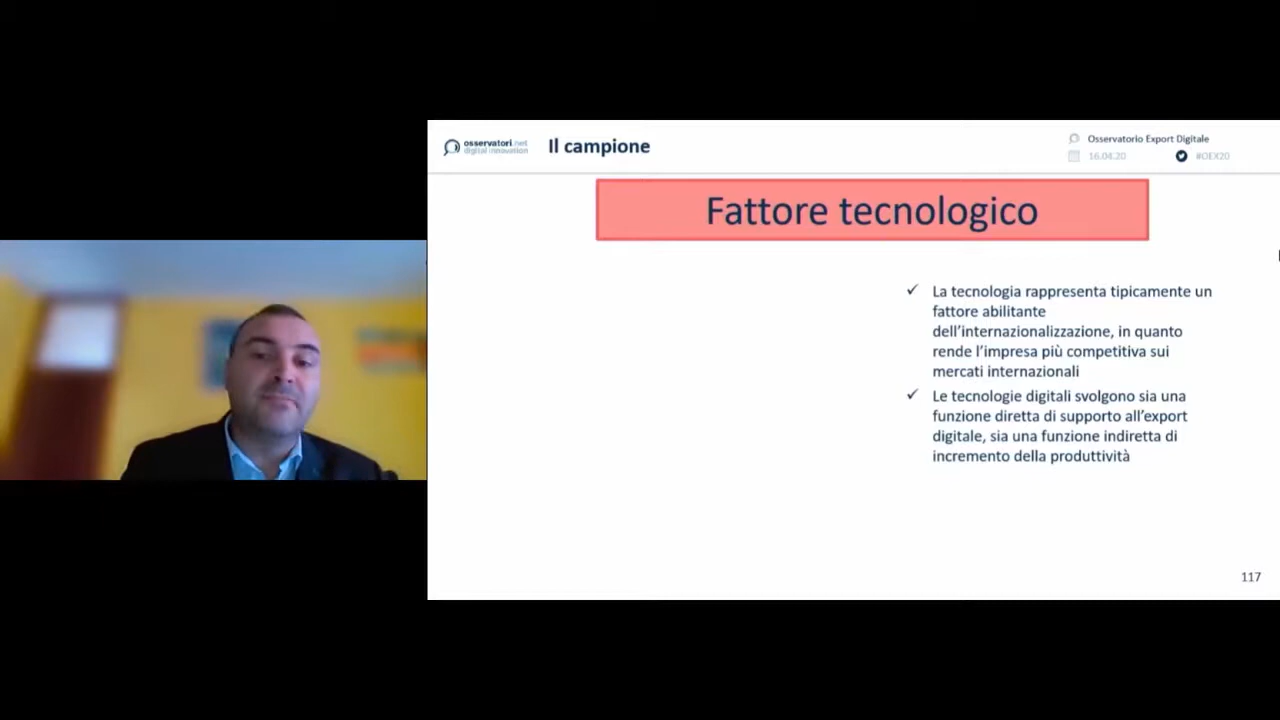 osservatori.net
digital innovation
Il campione
Osservatorio Export Digitale
16.04.20
#OEX20
Fattore tecnologico
✓ La tecnologia rappresenta tipicamente un
fattore abilitante
dell’internazionalizzazione, in quanto
rende l’impresa più competitiva sui
mercati internazionali
✓ Le tecnologie digitali svolgono sia una
funzione diretta di supporto all’export
digitale, sia una funzione indiretta di
incremento della produttività
117